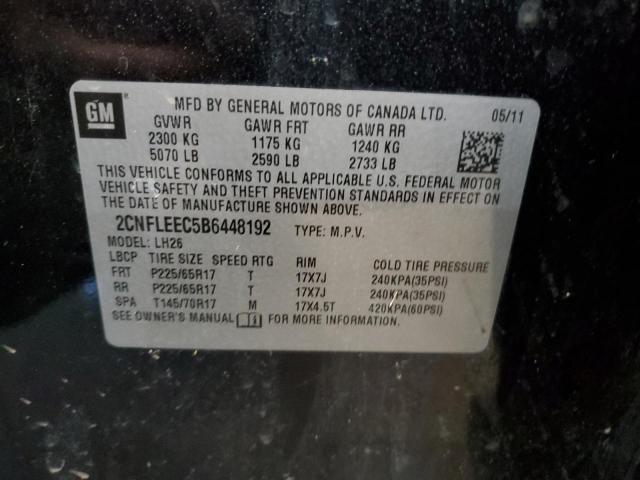 GM
MFD BY GENERAL MOTORS OF CANADA LTD. 05/11
GVWR GAWR FRT GAWR RR
2300 KG 1175 KG 1240 KG
5070 LB 2590 LB 2733 LB
THIS VEHICLE CONFORMS TO ALL APPLICABLE U.S. FEDERAL MOTOR
VEHICLE SAFETY AND THEFT PREVENTION STANDARDS IN EFFECT ON
THE DATE OF MANUFACTURE SHOWN ABOVE.
2CNFLEEC5B6448192 TYPE: M.P.V.
MODEL: LH26
LBCP TIRE SIZE SPEED RTG RIM COLD TIRE PRESSURE
FRT P225/65R17 T 17X7J 240KPA(35PSI)
RR P225/65R17 T 17X7J 240KPA(35PSI)
SPA T145/70R17 M 17X4.5T 420KPA(60PSI)
SEE OWNER'S MANUAL FOR MORE INFORMATION.